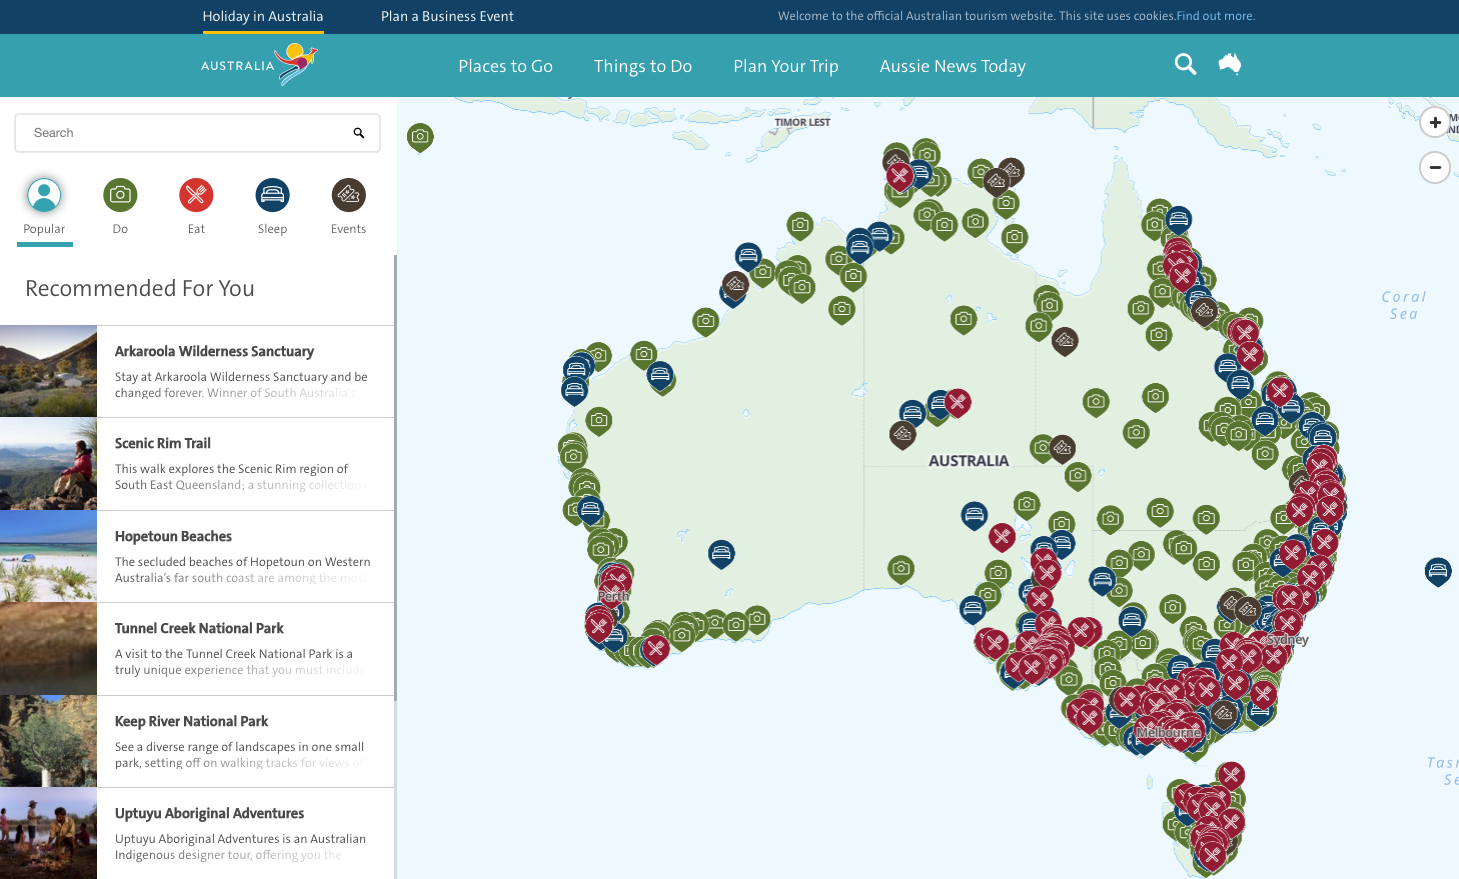 Holiday in Australia
Plan a Business Event
Welcome to the official Australian tourism website. This site uses cookies.Find out more.
AUSTRALIA
Places to Go
Things to Do
Plan Your Trip
Aussie News Today
Search
Popular
Do
Eat
Sleep
Events
Recommended For You
Arkaroola Wilderness Sanctuary
Stay at Arkaroola Wilderness Sanctuary and be
changed forever. Winner of South Australia's
Scenic Rim Trail
This walk explores the Scenic Rim region of
South East Queensland; a stunning collection
Hopetoun Beaches
The secluded beaches of Hopetoun on Western
Australia's far south coast are among the most
Tunnel Creek National Park
A visit to the Tunnel Creek National Park is a
truly unique experience that you must include
Keep River National Park
See a diverse range of landscapes in one small
park, setting off on walking tracks for views of
Uptuyu Aboriginal Adventures
Uptuyu Aboriginal Adventures is an Australian
Indigenous designer tour, offering you the
TIMOR LEST
+
−
Coral
Sea
AUSTRALIA
Perth
Sydney
Melbourne